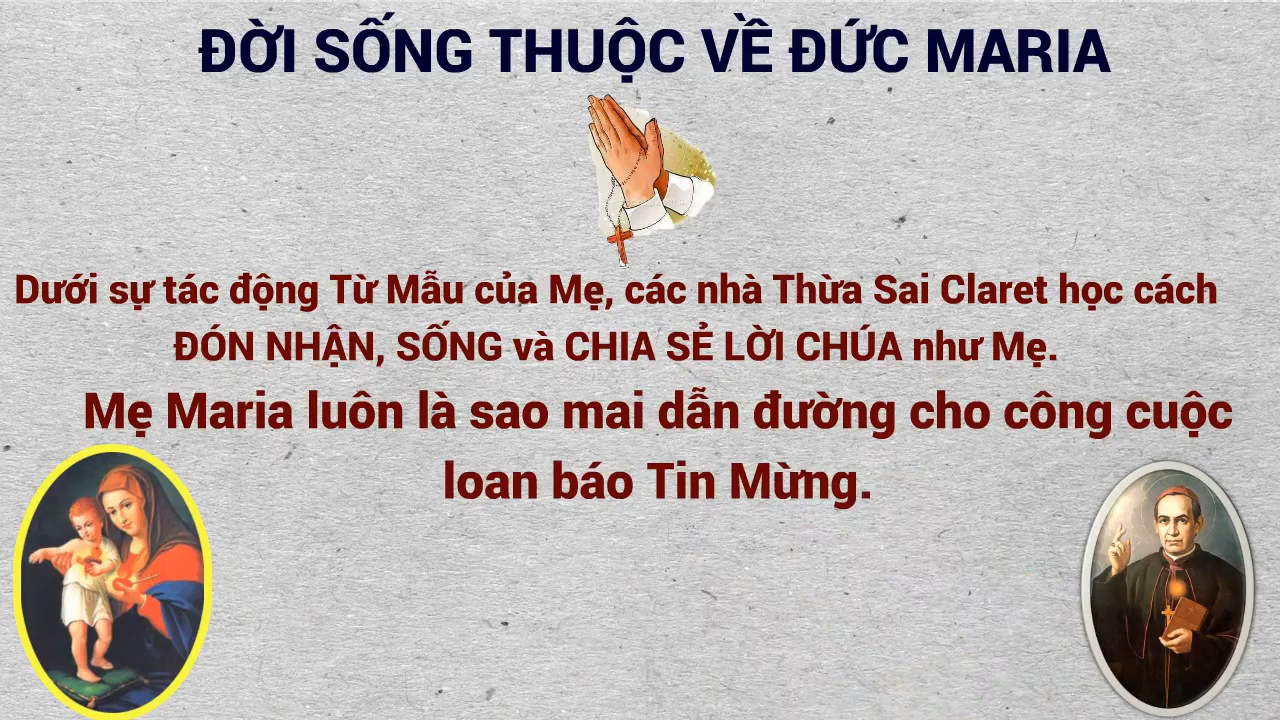 ĐỜI SỐNG THUỘC VỀ ĐỨC MARIA
Dưới sự tác động Từ Mẫu của Mẹ, các nhà Thừa Sai Claret học cách
ĐÓN NHẬN, SỐNG và CHIA SẺ LỜI CHÚA như Mẹ.
Mẹ Maria luôn là sao mai dẫn đường cho công cuộc
loan báo Tin Mừng.